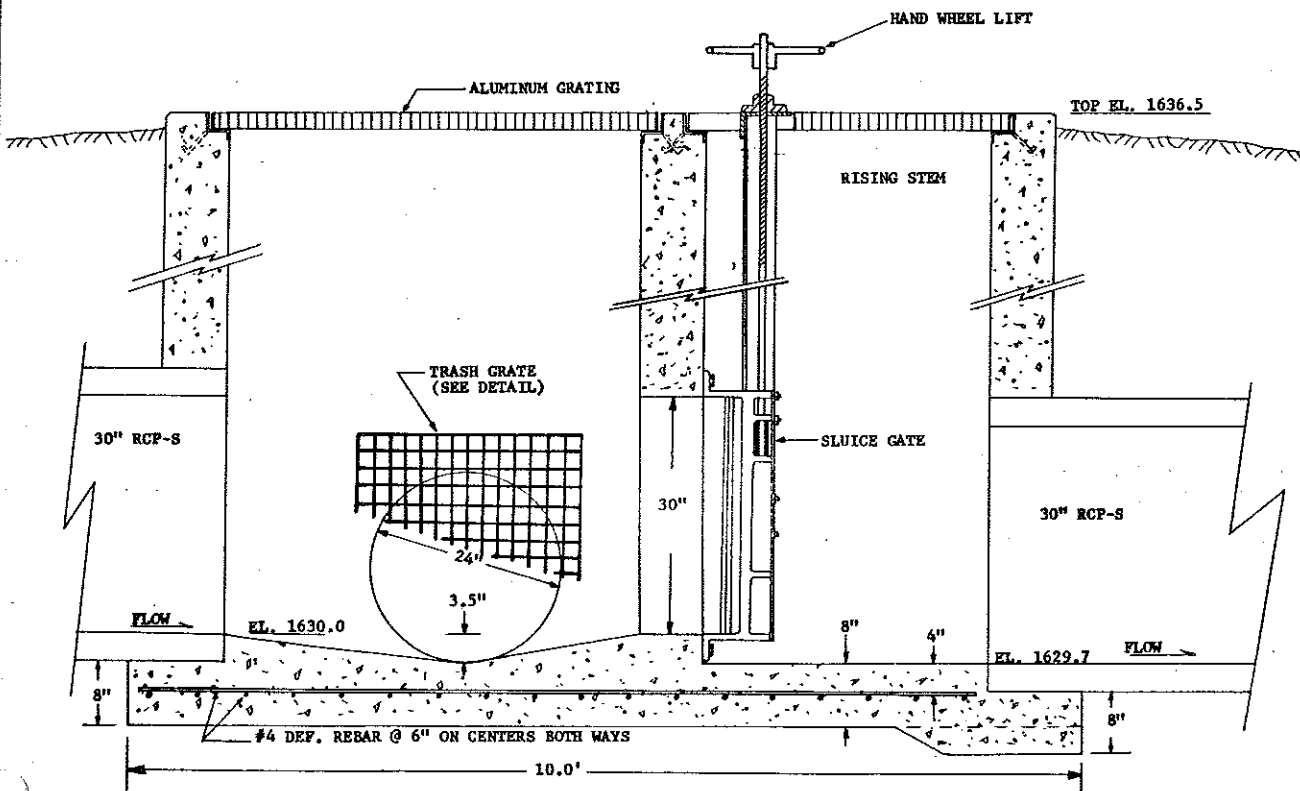 HAND WHEEL LIFT
ALUMINUM GRATING
TOP EL. 1636.5
RISING STEM
TRASH GRATE
(SEE DETAIL)
30" RCP-S
SLUICE GATE
30"
30" RCP-S
24"
3.5"
FLOW
EL. 1630.0
8"
4"
FLOW
EL. 1629.7
8"
8"
#4 DEF. REBAR @ 6" ON CENTERS BOTH WAYS
10.0'